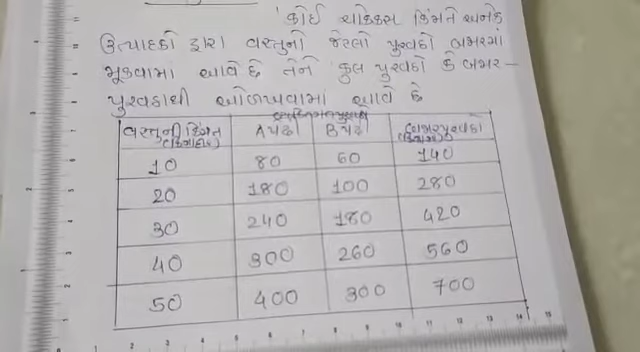 કોઈ ચોક્કસ કિંમતે અનેક
ઉત્પાદકો દ્વારા વસ્તુનો જેટલો પુરવઠો બજારમાં
મૂકવામાં આવે છે તેને કુલ પુરવઠો કે બજાર-
પુરવઠાથી ઓળખવામાં આવે છે
વસ્તુની કિંમત A પેઢી B પેઢી બજાર પુરવઠો
10 80 60 140
20 180 100 280
30 240 180 420
40 300 260 560
50 400 300 700